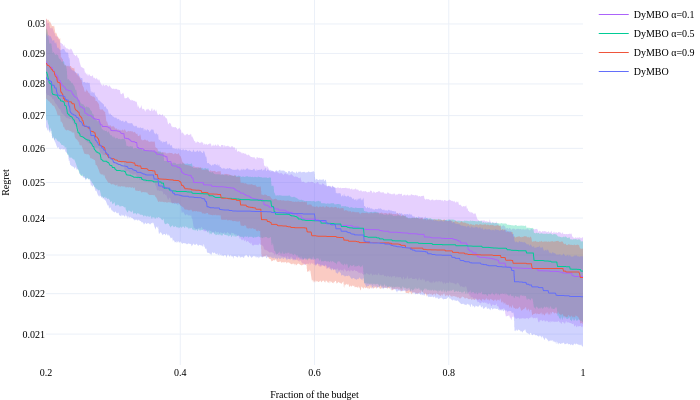 0.03
0.029
0.028
0.027
0.026
0.025
0.024
0.023
0.022
0.021
Regret
0.2
0.4
0.6
0.8
1
Fraction of the budget
DyMBO α=0.1
DyMBO α=0.5
DyMBO α=0.9
DyMBO